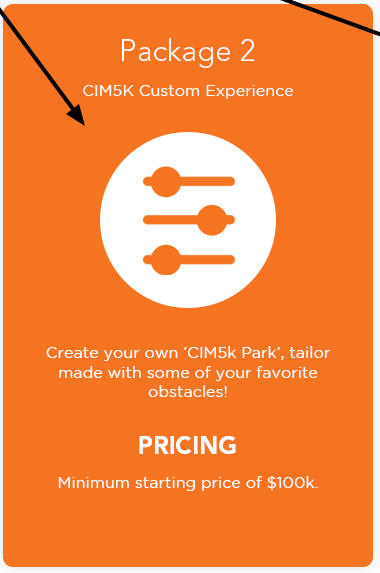 Package 2
CIM5K Custom Experience
Create your own ‘CIM5k Park’, tailor
made with some of your favorite
obstacles!
PRICING
Minimum starting price of $100k.